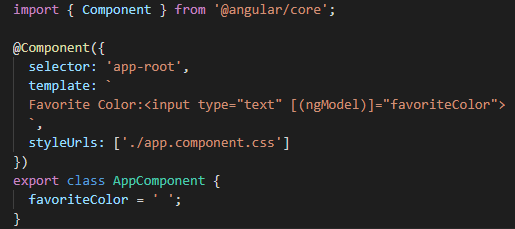 import { Component } from '@angular/core';

@Component({
  selector: 'app-root',
  template: `
  Favorite Color:<input type="text" [(ngModel)]="favoriteColor">
  `,
  styleUrls: ['./app.component.css']
})
export class AppComponent {
  favoriteColor = ' ';
}